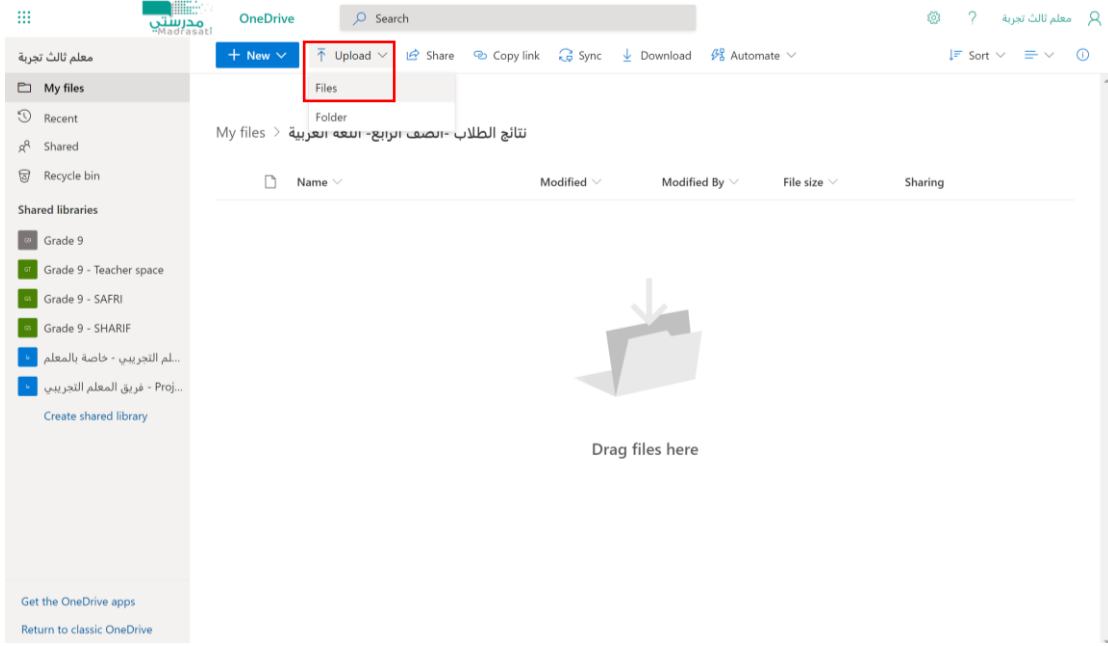 مدرستي
Madrasati
OneDrive
Search
معلم ثالث تجربة
معلم ثالث تجربة
New
Upload
Share
Copy link
Sync
Download
Automate
Sort
Files
Folder
My files
Recent
Shared
Recycle bin
Shared libraries
Grade 9
Grade 9 - Teacher space
Grade 9 - SAFRI
Grade 9 - SHARIF
لم التجريبي - خاصة بالمعلم...
Proj - فريق المعلم التجريبي...
Create shared library
Get the OneDrive apps
Return to classic OneDrive
My files > نتائج الطلاب -الصف الرابع- اللغة العربية
Name
Modified
Modified By
File size
Sharing
Drag files here